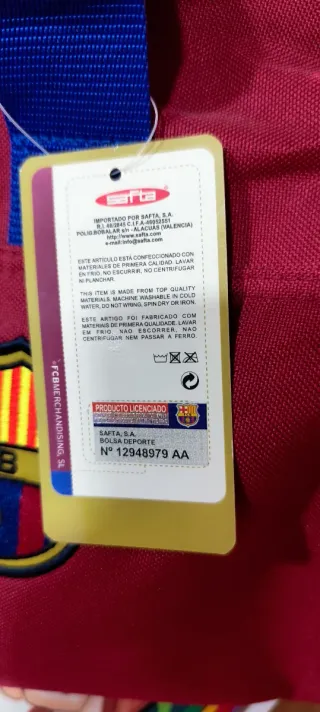 safta
IMPORTADO POR SAFTA, S.A.
POLIG.BOBALAR s/n - ALACUAS (VALENCIA)
http://www.safta.com
e-mail/info@safta.com
ESTE ARTICULO ESTÁ CONFECCIONADO CON
MATERIALES DE PRIMERA CALIDAD. LAVAR
EN FRIO, NO ESCURRIR, NO CENTRIFUGAR
NI PLANCHAR.
THIS ITEM IS MADE FROM TOP QUALITY
MATERIALS, MACHINE WASHABLE IN COLD
WATER, DO NOT WRING, SPIN DRY OR IRON.
ESTE ARTIGO FOI FABRICADO COM
MATERIAIS DE PRIMEIRA QUALIDADE. LAVAR
EM FRIO. NAO ESCORRER, NAO
CENTRIFUGAR NEM PASSAR A FERRO.
FCBMERCHANDISING, SL
PRODUCTO LICENCIADO
SAFTA, S.A.
BOLSA DEPORTE
Nº 12948979 AA
B